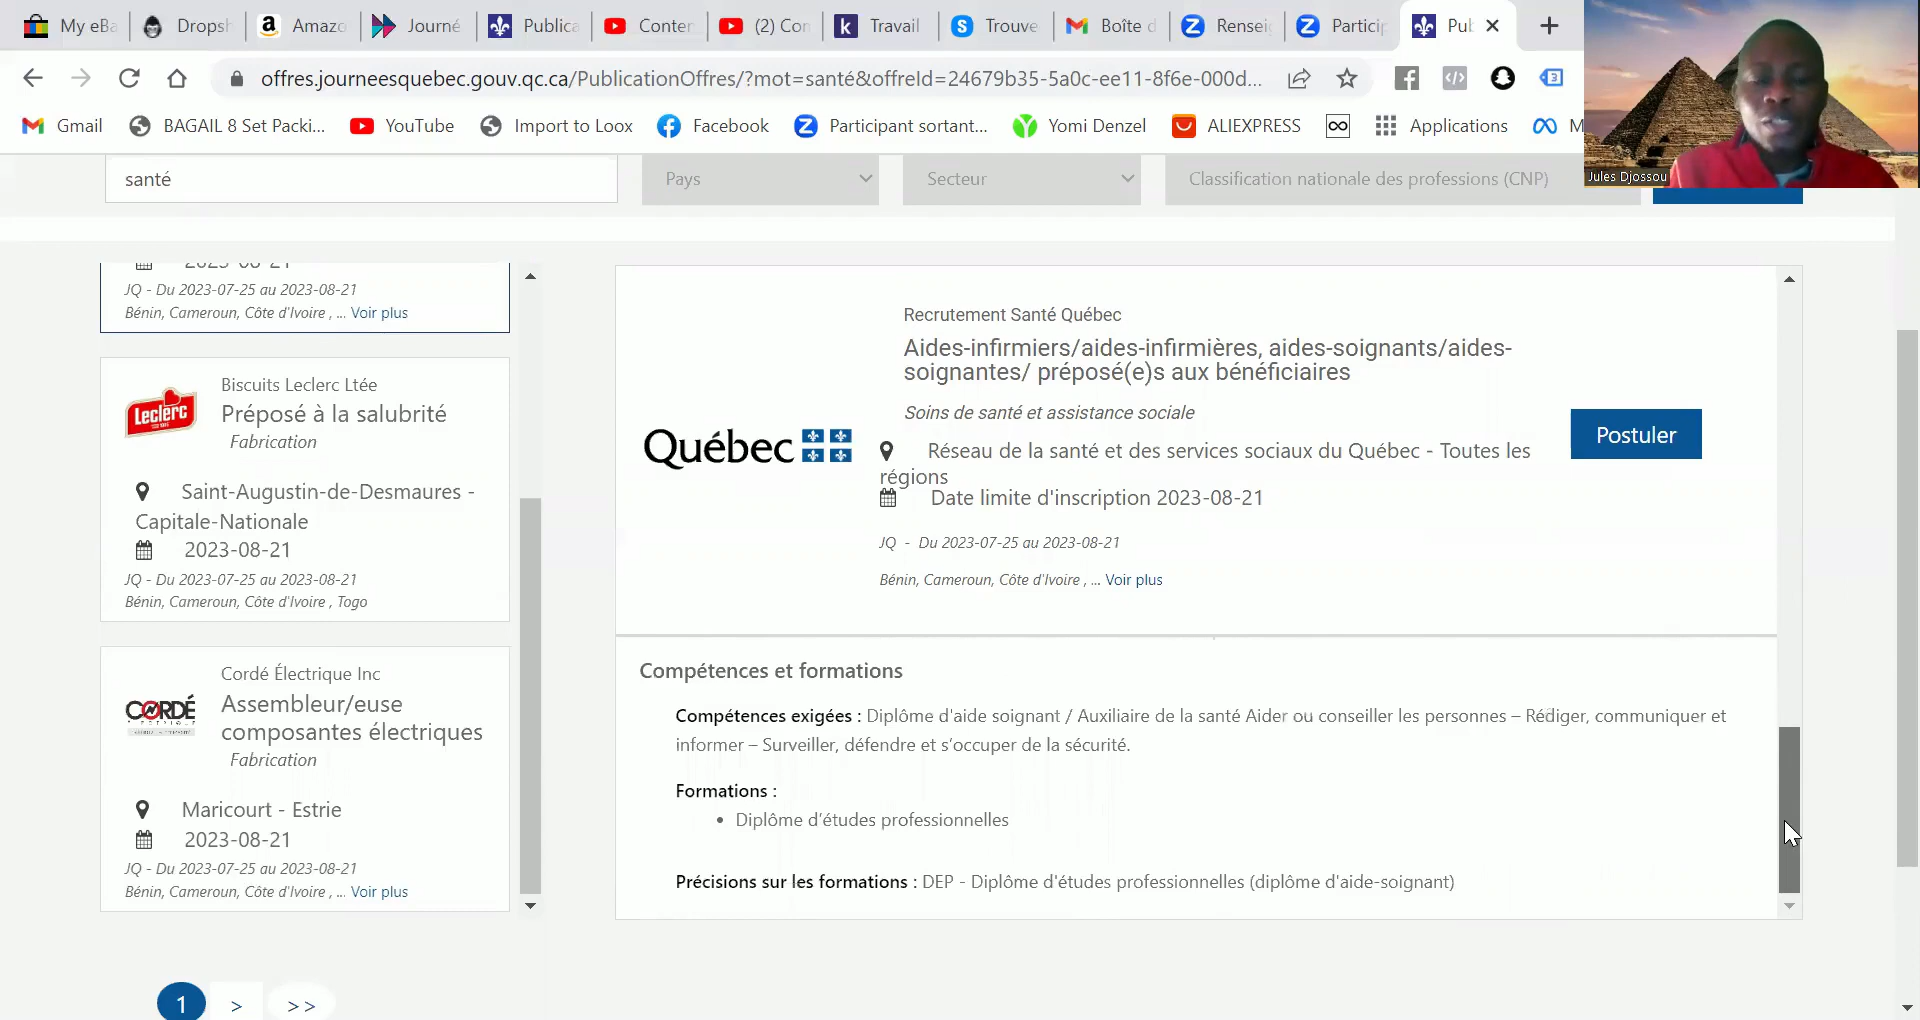 My eBa
Dropsh
Amazo
Journé
Publica
Conten
(2) Con
Travail
Trouve
Boîte d
Rensei
Particip
Pub
offres.journeesquebec.gouv.qc.ca/PublicationOffres/?mot=santé&offreId=24679b35-5a0c-ee11-8f6e-000d...
Gmail
BAGAIL 8 Set Packi...
YouTube
Import to Loox
Facebook
Participant sortant...
Yomi Denzel
ALIEXPRESS
Applications
M
Jules Djossou
santé
Pays
Secteur
Classification nationale des professions (CNP)
2023-08-21
JQ - Du 2023-07-25 au 2023-08-21
Bénin, Cameroun, Côte d'Ivoire , ... Voir plus
Leclerc
Biscuits Leclerc Ltée
Préposé à la salubrité
Fabrication
Saint-Augustin-de-Desmaures -
Capitale-Nationale
2023-08-21
JQ - Du 2023-07-25 au 2023-08-21
Bénin, Cameroun, Côte d'Ivoire , Togo
CORDÉ
Cordé Électrique Inc
Assembleur/euse
composantes électriques
Fabrication
Maricourt - Estrie
2023-08-21
JQ - Du 2023-07-25 au 2023-08-21
Bénin, Cameroun, Côte d'Ivoire , ... Voir plus
1 > >>
Québec
Recrutement Santé Québec
Aides-infirmiers/aides-infirmières, aides-soignants/aides-
soignantes/ préposé(e)s aux bénéficiaires
Soins de santé et assistance sociale
Réseau de la santé et des services sociaux du Québec - Toutes les
régions
Date limite d'inscription 2023-08-21
JQ - Du 2023-07-25 au 2023-08-21
Bénin, Cameroun, Côte d'Ivoire , ... Voir plus
Postuler
Compétences et formations
Compétences exigées : Diplôme d'aide soignant / Auxiliaire de la santé Aider ou conseiller les personnes – Rédiger, communiquer et
informer – Surveiller, défendre et s’occuper de la sécurité.
Formations :
• Diplôme d’études professionnelles
Précisions sur les formations : DEP - Diplôme d'études professionnelles (diplôme d'aide-soignant)